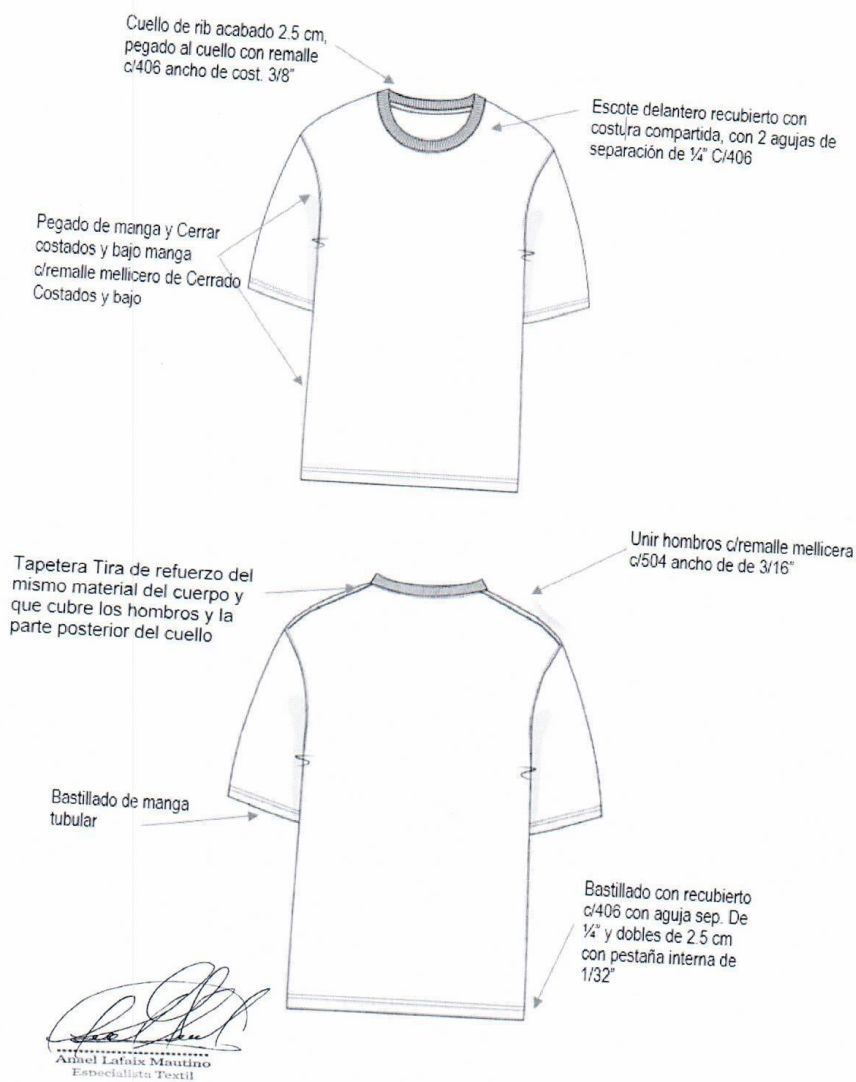 Cuello de rib acabado 2.5 cm,
pegado al cuello con remalle
c/406 ancho de cost. 3/8"
Escote delantero recubierto con
costura compartida, con 2 agujas de
separación de ¼" C/406
Pegado de manga y Cerrar
costados y bajo manga
c/remalle mellicero de Cerrado
Costados y bajo
Unir hombros c/remalle mellicera
c/504 ancho de de 3/16"
Tapetera Tira de refuerzo del
mismo material del cuerpo y
que cubre los hombros y la
parte posterior del cuello
Bastillado de manga
tubular
Bastillado con recubierto
c/406 con aguja sep. De
¼" y dobles de 2.5 cm
con pestaña interna de
1/32"
Anael Lafaix Mautino
Especialista Textil